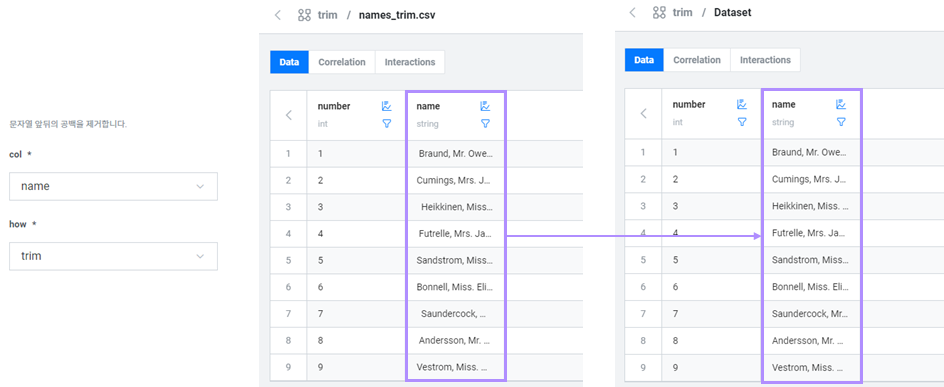 문자열 앞뒤의 공백을 제거합니다.
col *
name
how *
trim
trim / names_trim.csv
Data Correlation Interactions
number name
int string
1 1 Braund, Mr. Owe...
2 2 Cumings, Mrs. J...
3 3 Heikkinen, Miss...
4 4 Futrelle, Mrs. Ja...
5 5 Sandstrom, Miss...
6 6 Bonnell, Miss. Eli...
7 7 Saundercock, ...
8 8 Andersson, Mr. ...
9 9 Vestrom, Miss. ...
trim / Dataset
Data Correlation Interactions
number name
int string
1 1 Braund, Mr. Owe...
2 2 Cumings, Mrs. J...
3 3 Heikkinen, Miss. ...
4 4 Futrelle, Mrs. Ja...
5 5 Sandstrom, Miss...
6 6 Bonnell, Miss. Eli...
7 7 Saundercock, Mr...
8 8 Andersson, Mr. ...
9 9 Vestrom, Miss. ...